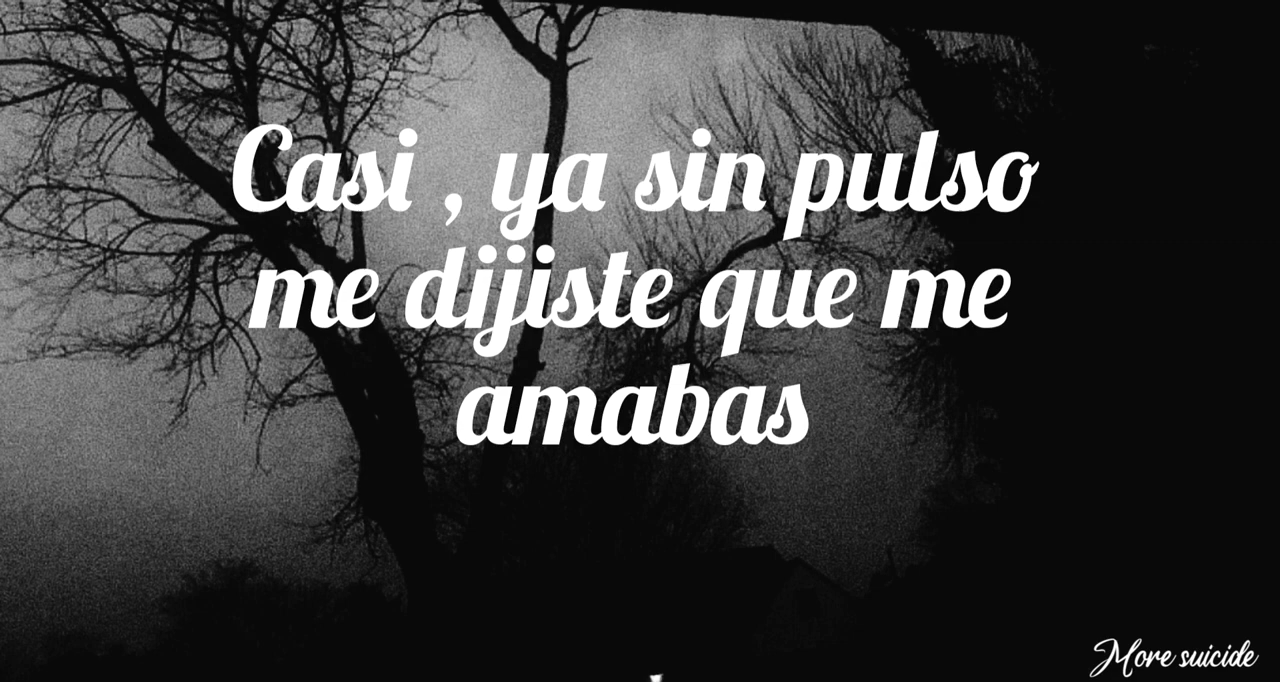 Casi , ya sin pulso
me dijiste que me
amabas
More suicide